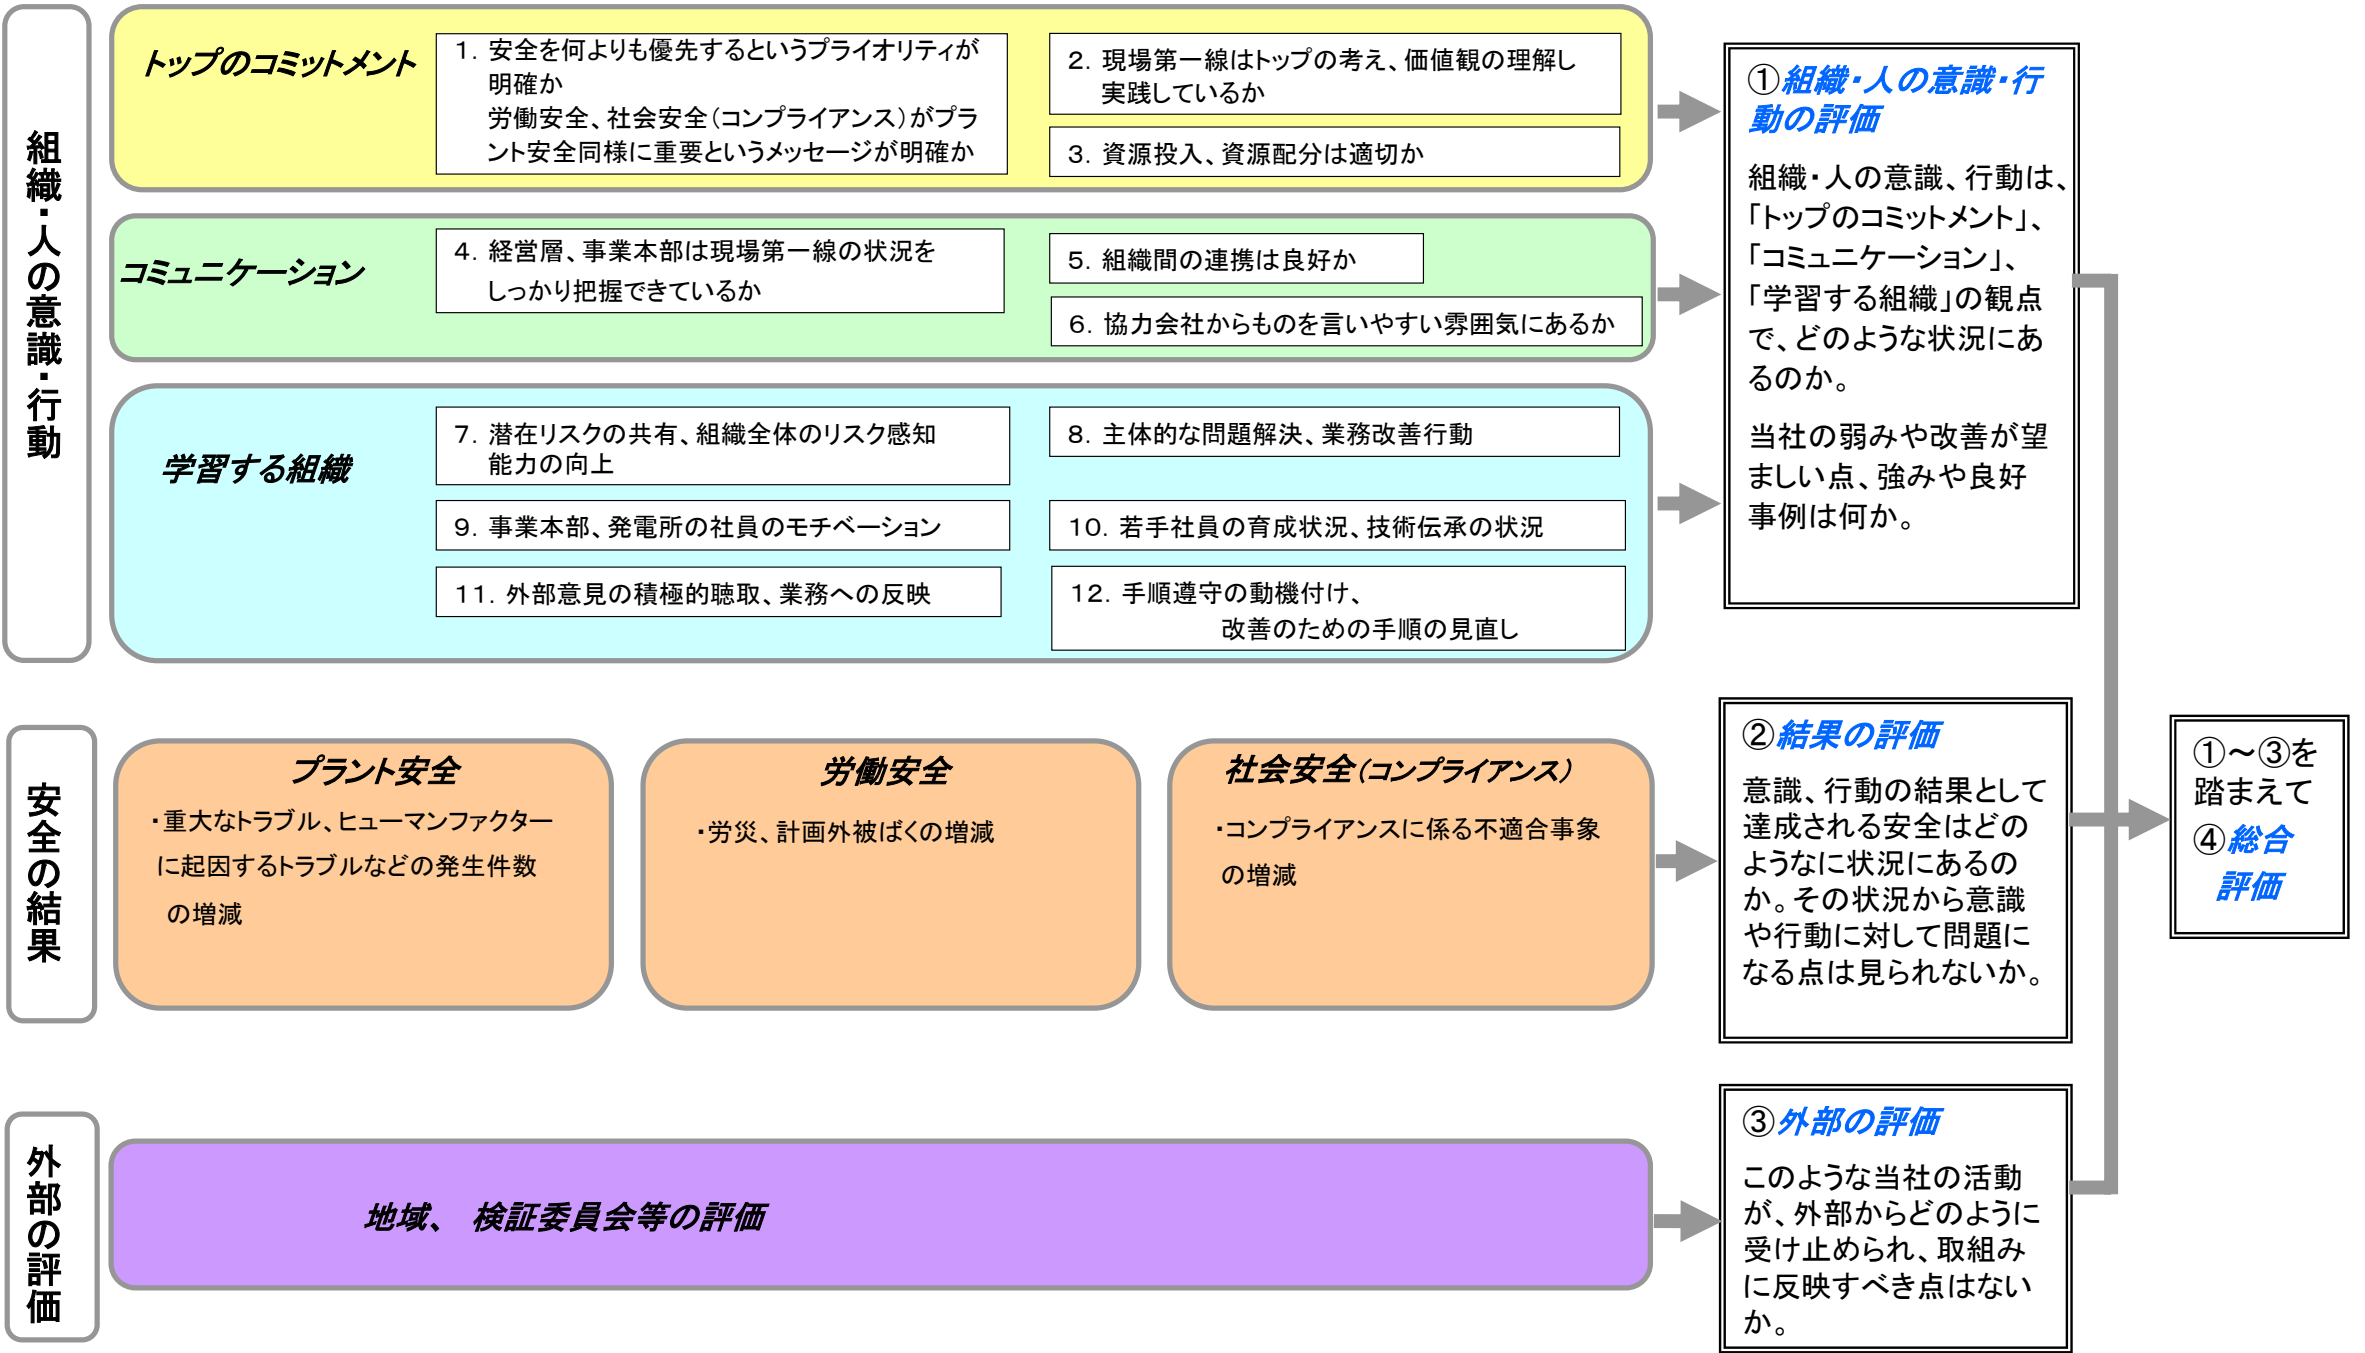 組織・人の意識・行動
トップのコミットメント
1. 安全を何よりも優先するというプライオリティが
明確か
労働安全、社会安全（コンプライアンス）がプラ
ント安全同様に重要というメッセージが明確か
2. 現場第一線はトップの考え、価値観の理解し
実践しているか
3. 資源投入、資源配分は適切か
コミュニケーション
4. 経営層、事業本部は現場第一線の状況を
しっかり把握できているか
5. 組織間の連携は良好か
6. 協力会社からものを言いやすい雰囲気にあるか
学習する組織
7. 潜在リスクの共有、組織全体のリスク感知
能力の向上
8. 主体的な問題解決、業務改善行動
9. 事業本部、発電所の社員のモチベーション
10. 若手社員の育成状況、技術伝承の状況
11. 外部意見の積極的聴取、業務への反映
12. 手順遵守の動機付け、
改善のための手順の見直し
①組織・人の意識・行
動の評価
組織・人の意識、行動は、
「トップのコミットメント」、
「コミュニケーション」、
「学習する組織」の観点
で、どのような状況にあ
るのか。
当社の弱みや改善が望
ましい点、強みや良好
事例は何か。
安全の結果
プラント安全
・重大なトラブル、ヒューマンファクター
に起因するトラブルなどの発生件数
の増減
労働安全
・労災、計画外被ばくの増減
社会安全（コンプライアンス）
・コンプライアンスに係る不適合事象
の増減
②結果の評価
意識、行動の結果として
達成される安全はどの
ようなに状況にあるの
か。その状況から意識
や行動に対して問題に
なる点は見られないか。
①～③を
踏まえて
④総合
評価
外部の評価
地域、 検証委員会等の評価
③外部の評価
このような当社の活動
が、外部からどのように
受け止められ、取組み
に反映すべき点はない
か。